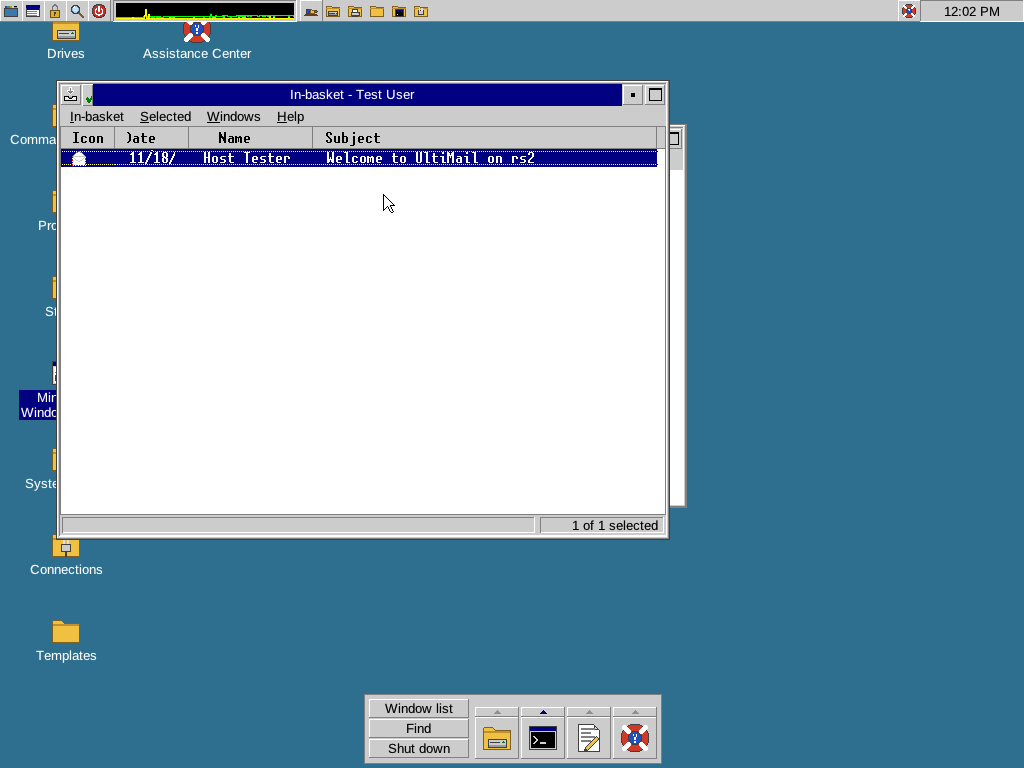 12:02 PM
Drives
Assistance Center
In-basket - Test User
In-basket Selected Windows Help
Icon Date Name Subject
11/18/ Host Tester Welcome to UltiMail on rs2
1 of 1 selected
Connections
Templates
Window list
Find
Shut down